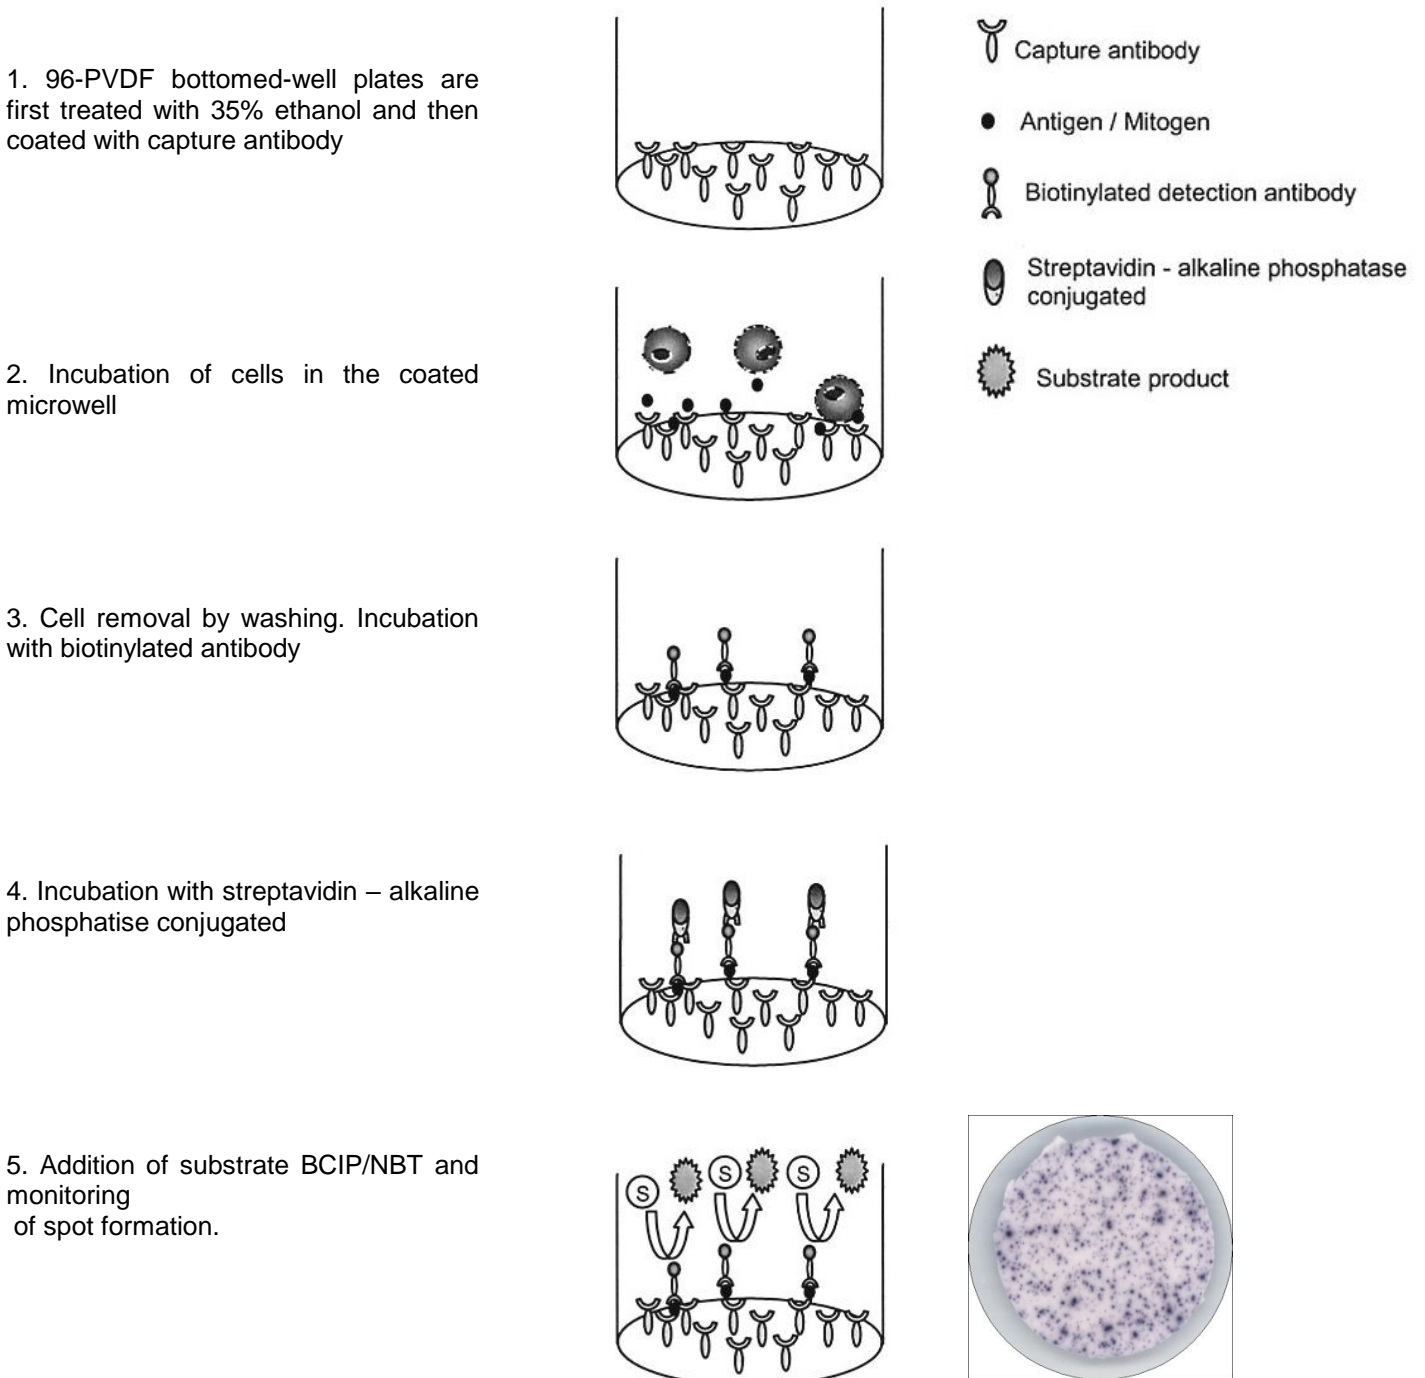 1. 96-PVDF bottomed-well plates are
first treated with 35% ethanol and then
coated with capture antibody
Capture antibody
Antigen / Mitogen
Biotinylated detection antibody
Streptavidin - alkaline phosphatase
conjugated
Substrate product
2. Incubation of cells in the coated
microwell
3. Cell removal by washing. Incubation
with biotinylated antibody
4. Incubation with streptavidin – alkaline
phosphatise conjugated
5. Addition of substrate BCIP/NBT and
monitoring
of spot formation.
S
S
S